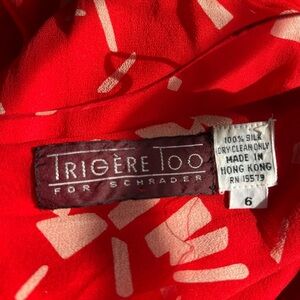 TRIGÈRE TOO
FOR SCHRADER
100% SILK
DRY CLEAN ONLY
MADE IN
HONG KONG
RN 15579
6